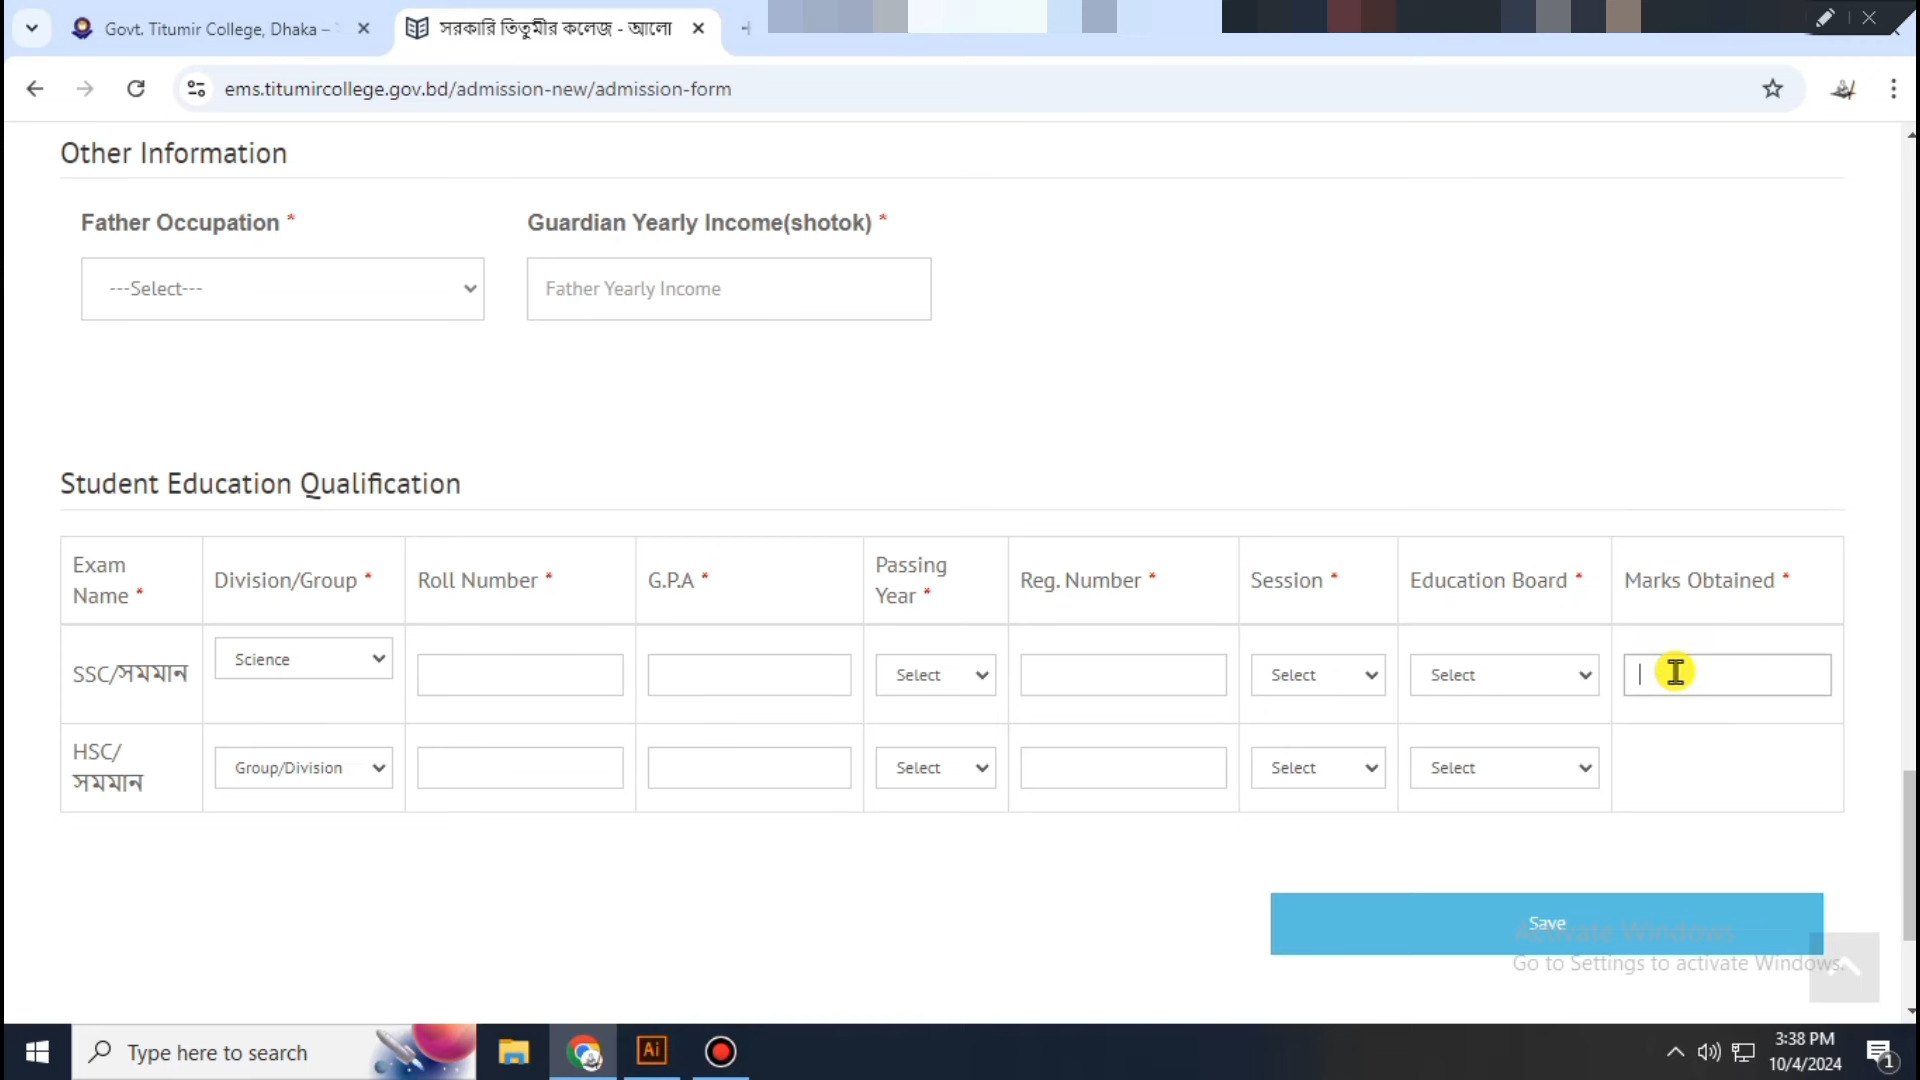 Govt. Titumir College, Dhaka –
সরকারি তিতুমীর কলেজ - আলো
ems.titumircollege.gov.bd/admission-new/admission-form
Other Information
Father Occupation *
Guardian Yearly Income(shotok) *
---Select---
Father Yearly Income
Student Education Qualification
Exam Name *
Division/Group *
Roll Number *
G.P.A *
Passing Year *
Reg. Number *
Session *
Education Board *
Marks Obtained *
SSC/সমমান
Science
Select
Select
Select
HSC/
সমমান
Group/Division
Select
Select
Select
Save
Activate Windows
Go to Settings to activate Windows.
Type here to search
Ai
3:38 PM
10/4/2024
1